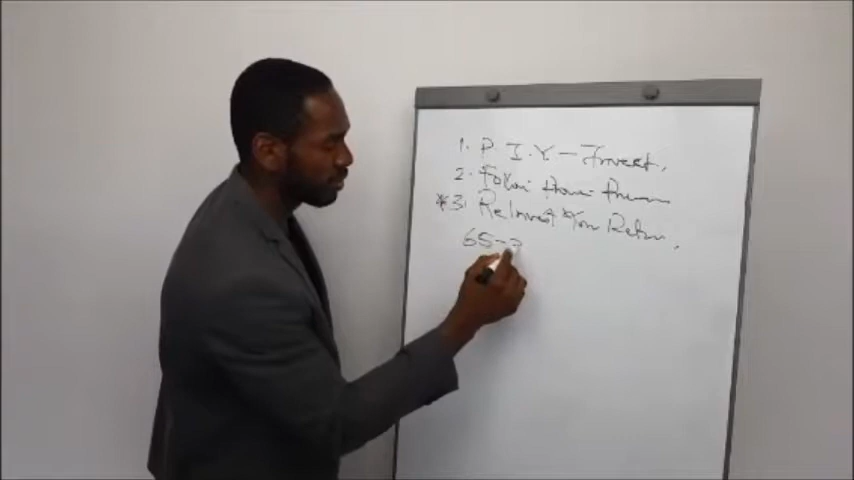 1. P. I.Y. - Invest,
2. Follow
*3. ReInvest Your Return,
65-